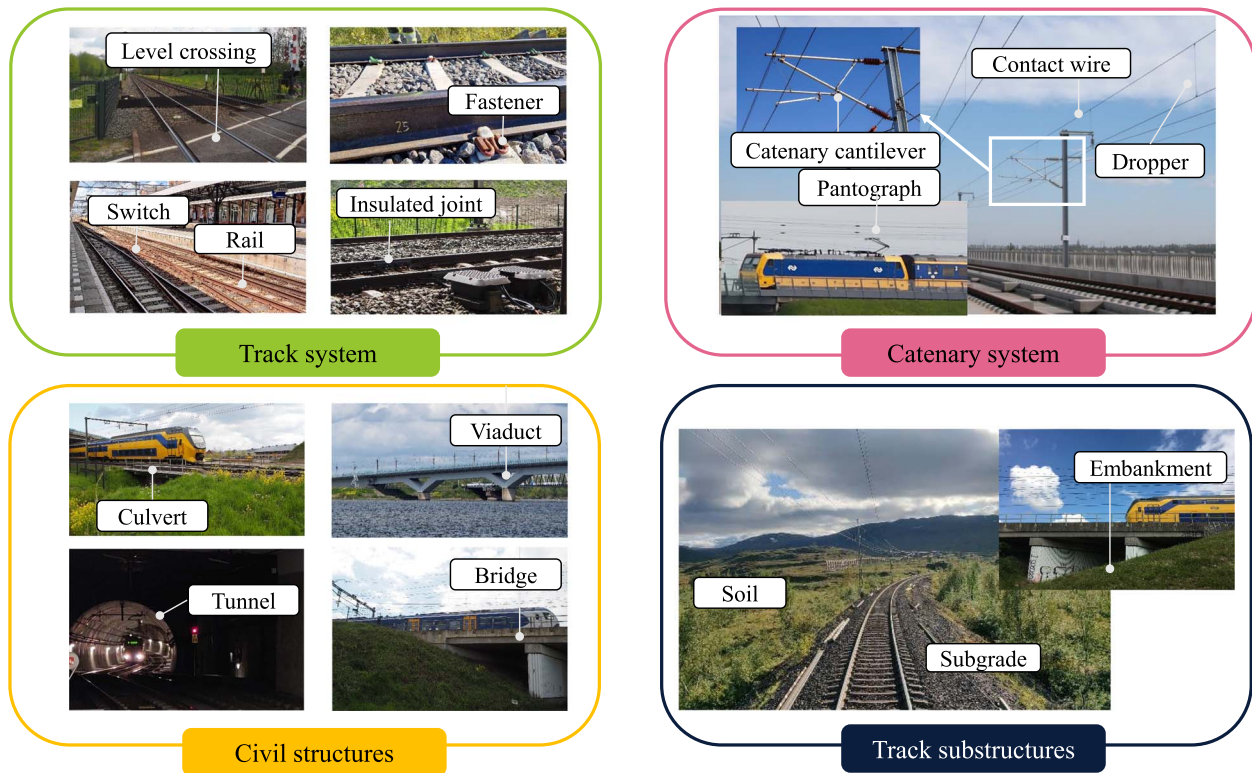 Level crossing
Fastener
25
Switch
Rail
Insulated joint
Track system
Contact wire
Catenary cantilever
Dropper
Pantograph
Catenary system
Viaduct
Culvert
Tunnel
Bridge
Civil structures
Embankment
Soil
Subgrade
Track substructures